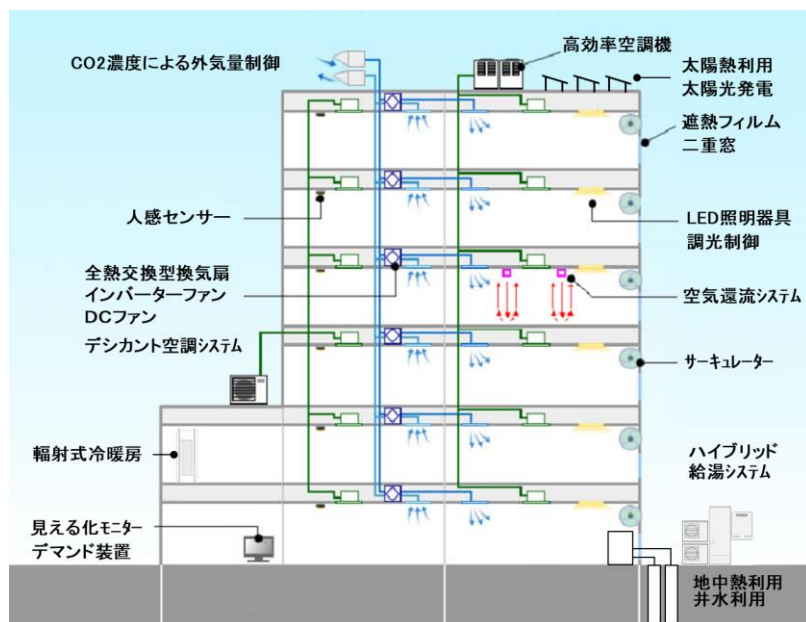 CO2濃度による外気量制御
高効率空調機
太陽熱利用
太陽光発電
遮熱フィルム
二重窓
人感センサー
LED照明器具
調光制御
全熱交換型換気扇
インバーターファン
DCファン
デシカント空調システム
空気還流システム
サーキュレーター
輻射式冷暖房
ハイブリッド
給湯システム
見える化モニター
デマンド装置
地中熱利用
井水利用